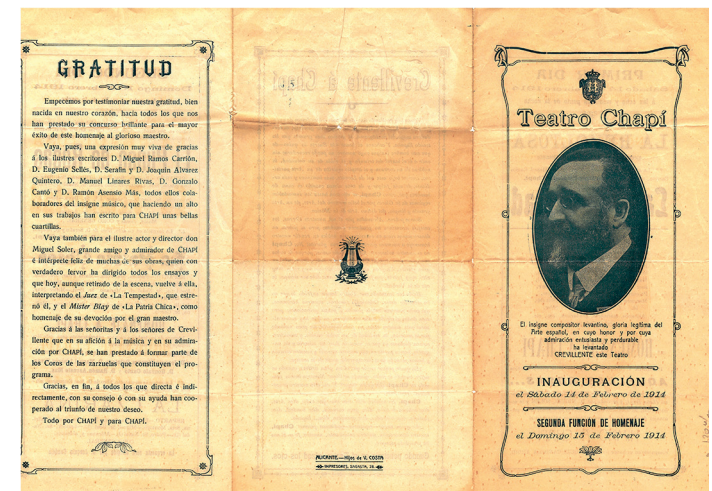 GRATITUD
Empecemos por testimoniar nuestra gratitud, bien
nacida en nuestro corazón, hacia todos los que nos
han prestado su concurso brillante para el mayor
éxito de este homenaje al glorioso maestro.
Vaya, pues, una expresión muy viva de gracias
á los ilustres escritores D. Miguel Ramos Carrión,
D. Eugenio Sellés, D. Serafín y D. Joaquín Alvarez
Quintero, D. Manuel Linares Rivas, D. Gonzalo
Cantó y D. Ramón Asensio Más, todos ellos cola-
boradores del insigne músico, que haciendo un alto
en sus trabajos han escrito para CHAPÍ unas bellas
cuartillas.
Vaya también para el ilustre actor y director don
Miguel Soler, grande amigo y admirador de CHAPÍ
é intérprete feliz de muchas de sus obras, quien con
verdadero fervor ha dirigido todos los ensayos y
que hoy, aunque retirado de la escena, vuelve á ella,
interpretando el Juez de «La Tempestad», que estre-
nó él, y el Mister Blay de «La Patria Chica», como
homenaje de su devoción por el gran maestro.
Gracias á las señoritas y á los señores de Crevi-
llente que en su afición á la música y en su admira-
ción por CHAPÍ, se han prestado á formar parte de
los Coros de las zarzuelas que constituyen el pro-
grama.
Gracias, en fin, á todos los que directa é indi-
rectamente, con su consejo ó con su ayuda han coo-
perado al triunfo de nuestro deseo.
Todo por CHAPÍ y para CHAPÍ.
ALICANTE.—Hijos de V. COSTA
IMPRESORES, SAGASTA, 26
Teatro Chapí
El insigne compositor levantino, gloria legítima del
Arte español, en cuyo honor y por cuya
admiración entusiasta y perdurable
ha levantado
CREVILLENTE este Teatro
INAUGURACIÓN
el Sábado 14 de Febrero de 1914
SEGUNDA FUNCION DE HOMENAJE
el Domingo 15 de Febrero 1914